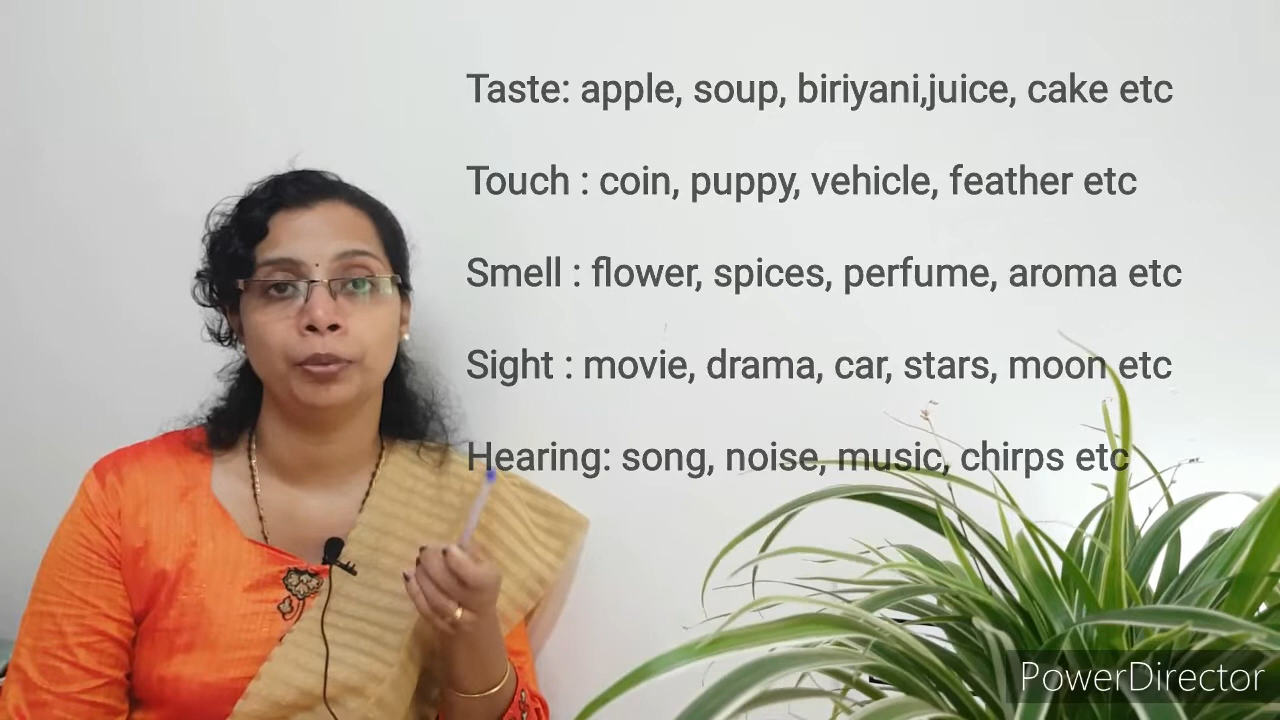 Taste: apple, soup, biriyani,juice, cake etc
Touch : coin, puppy, vehicle, feather etc
Smell : flower, spices, perfume, aroma etc
Sight : movie, drama, car, stars, moon etc
Hearing: song, noise, music, chirps etc
PowerDirector